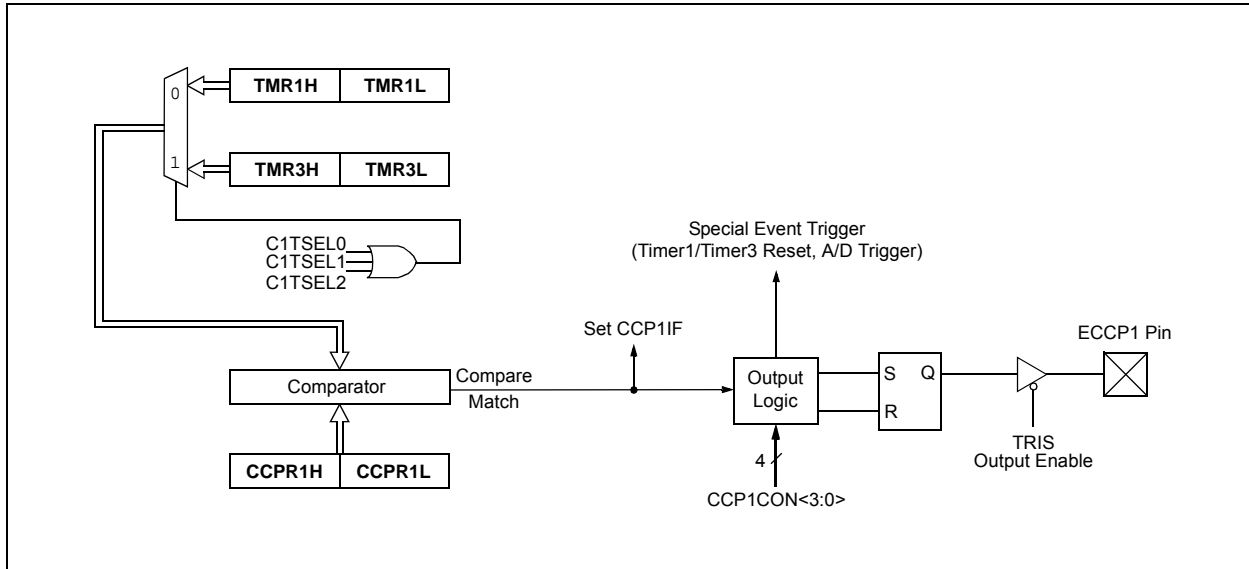 0
TMR1H TMR1L
1
TMR3H TMR3L
C1TSEL0
C1TSEL1
C1TSEL2
Special Event Trigger
(Timer1/Timer3 Reset, A/D Trigger)
Set CCP1IF
ECCP1 Pin
Comparator
Compare
Match
Output
Logic
S Q
R
TRIS
Output Enable
CCPR1H CCPR1L
4
CCP1CON<3:0>